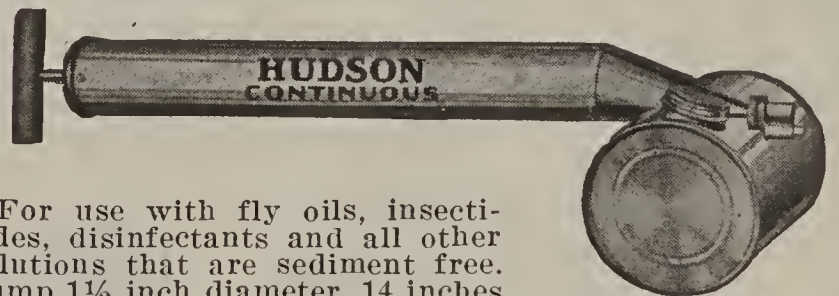 HUDSON
CONTINUOUS
For use with fly oils, insecti-
des, disinfectants and all other
lutions that are sediment free.
ump 1½ inch diameter, 14 inches